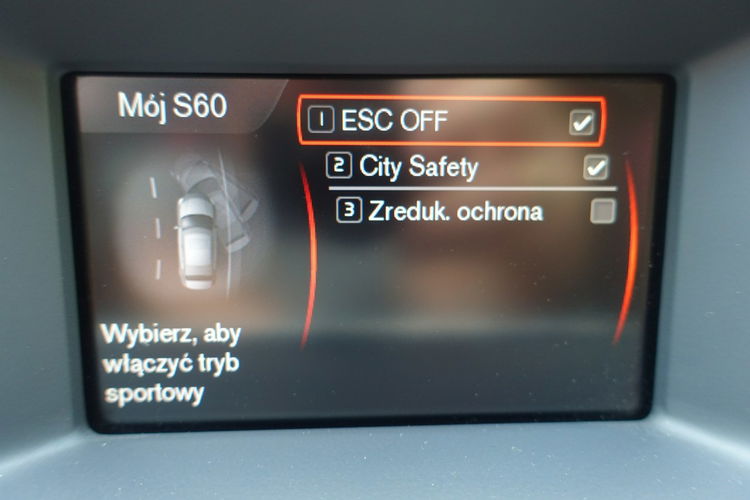 Mój S60
1 ESC OFF
2 City Safety
3 Zreduk. ochrona
Wybierz, aby
włączyć tryb
sportowy